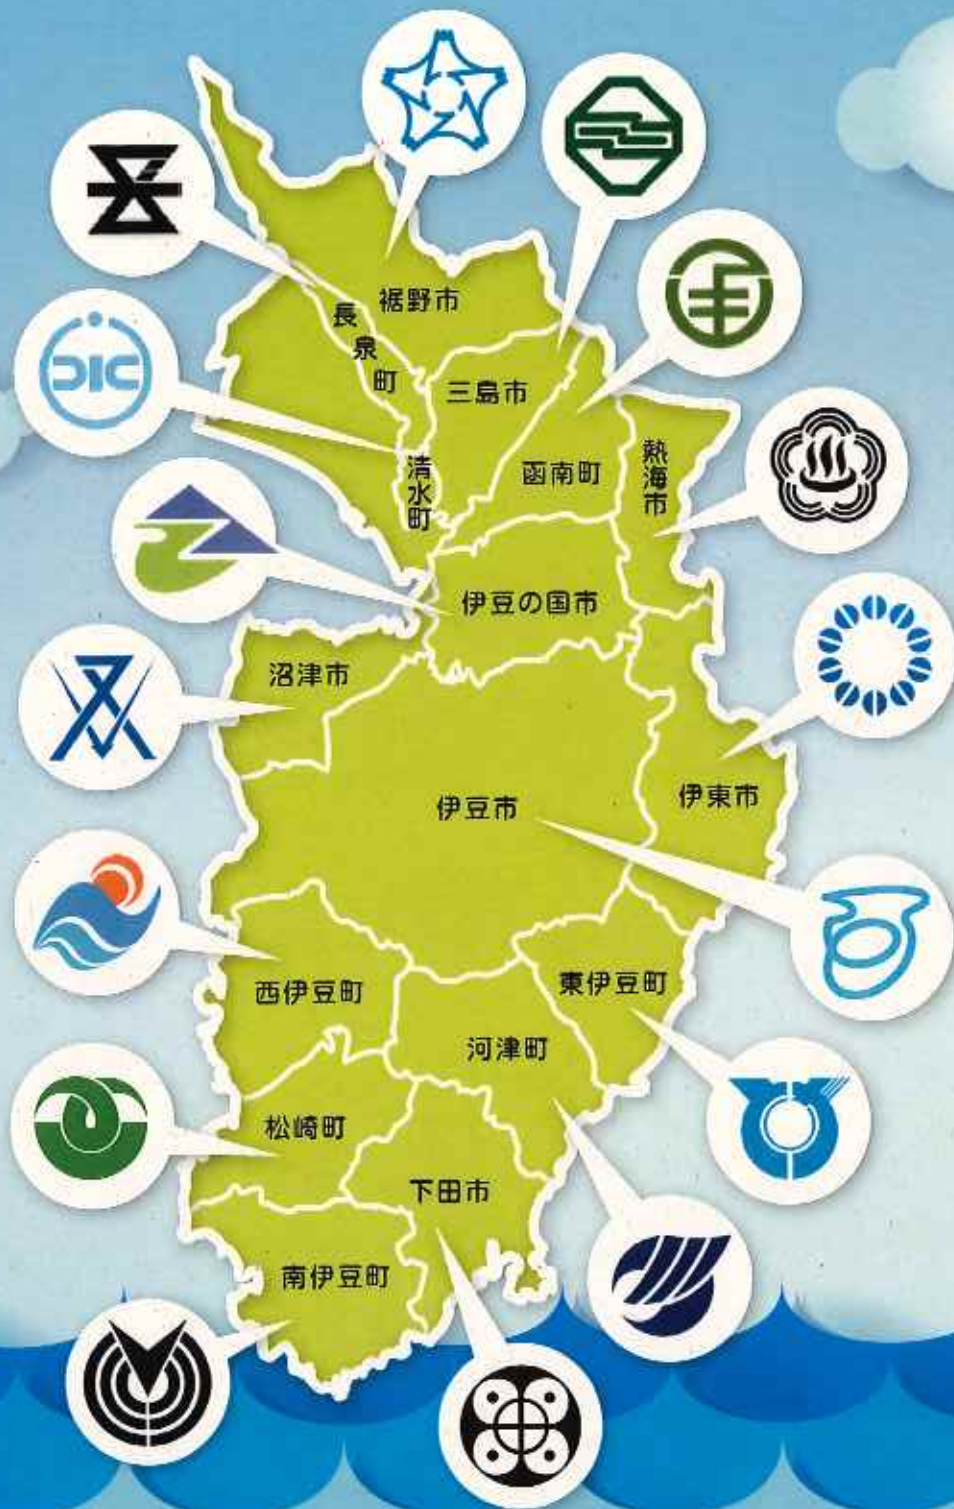 裾野市
長泉町
三島市
函南町
熱海市
清水町
伊豆の国市
沼津市
伊豆市
伊東市
西伊豆町
東伊豆町
河津町
松崎町
下田市
南伊豆町